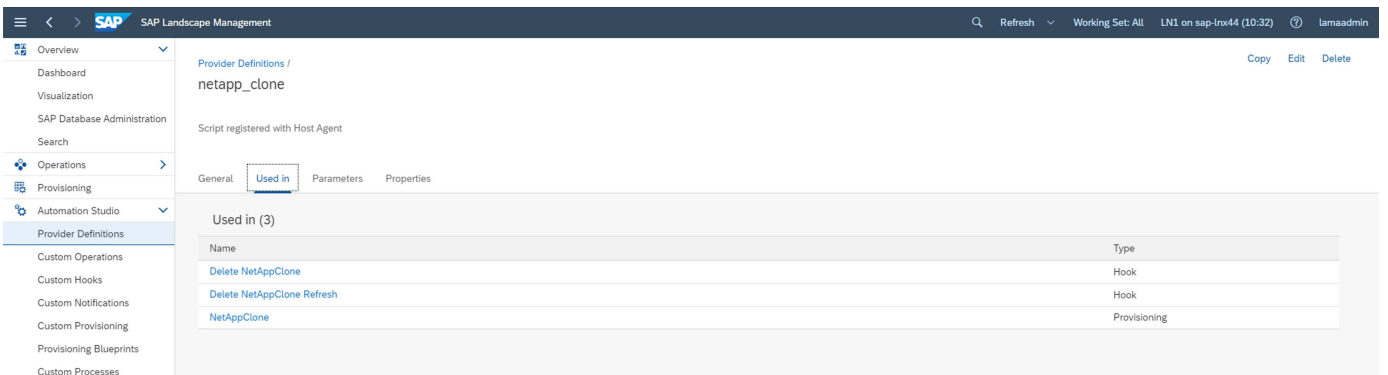 SAP SAP Landscape Management Refresh Working Set: All LN1 on sap-lnx44 (10:32) lamaadmin
Overview
Dashboard
Visualization
SAP Database Administration
Search
Operations
Provisioning
Automation Studio
Provider Definitions
Custom Operations
Custom Hooks
Custom Notifications
Custom Provisioning
Provisioning Blueprints
Custom Processes
Provider Definitions /
Copy Edit Delete
netapp_clone
Script registered with Host Agent
General Used in Parameters Properties
Used in (3)
Name Type
Delete NetAppClone Hook
Delete NetAppClone Refresh Hook
NetAppClone Provisioning